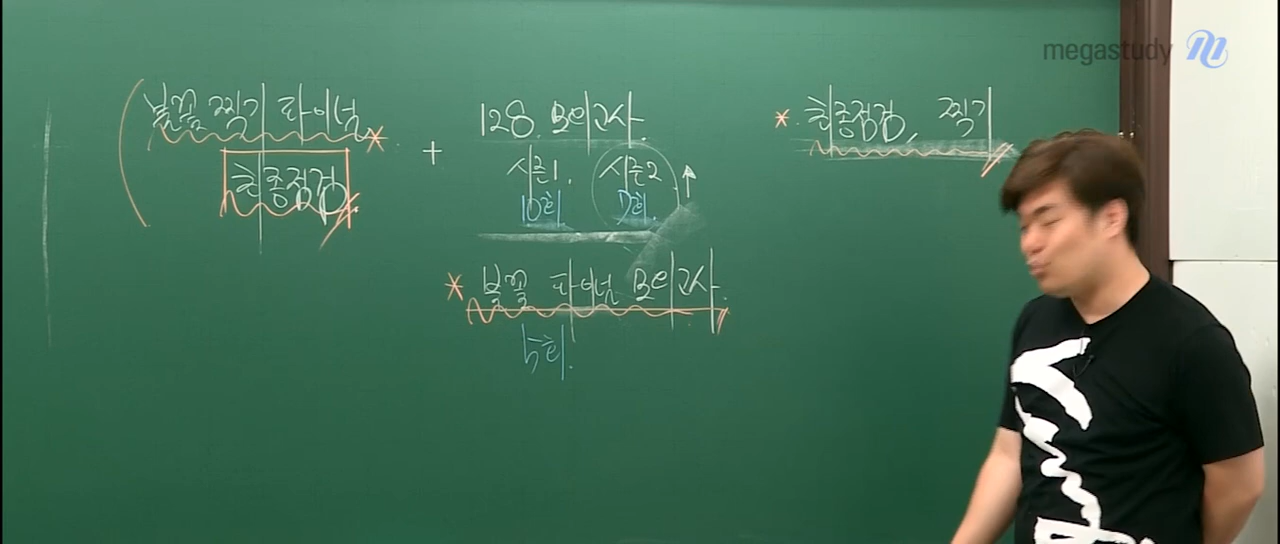 megastudy
불꽃 찍기 파이널
최종점검
+
128. 모의고사.
시즌1. 시즌2
10회. 7회.
불꽃 파이널 모의고사.
5회.
최종점검, 찍기